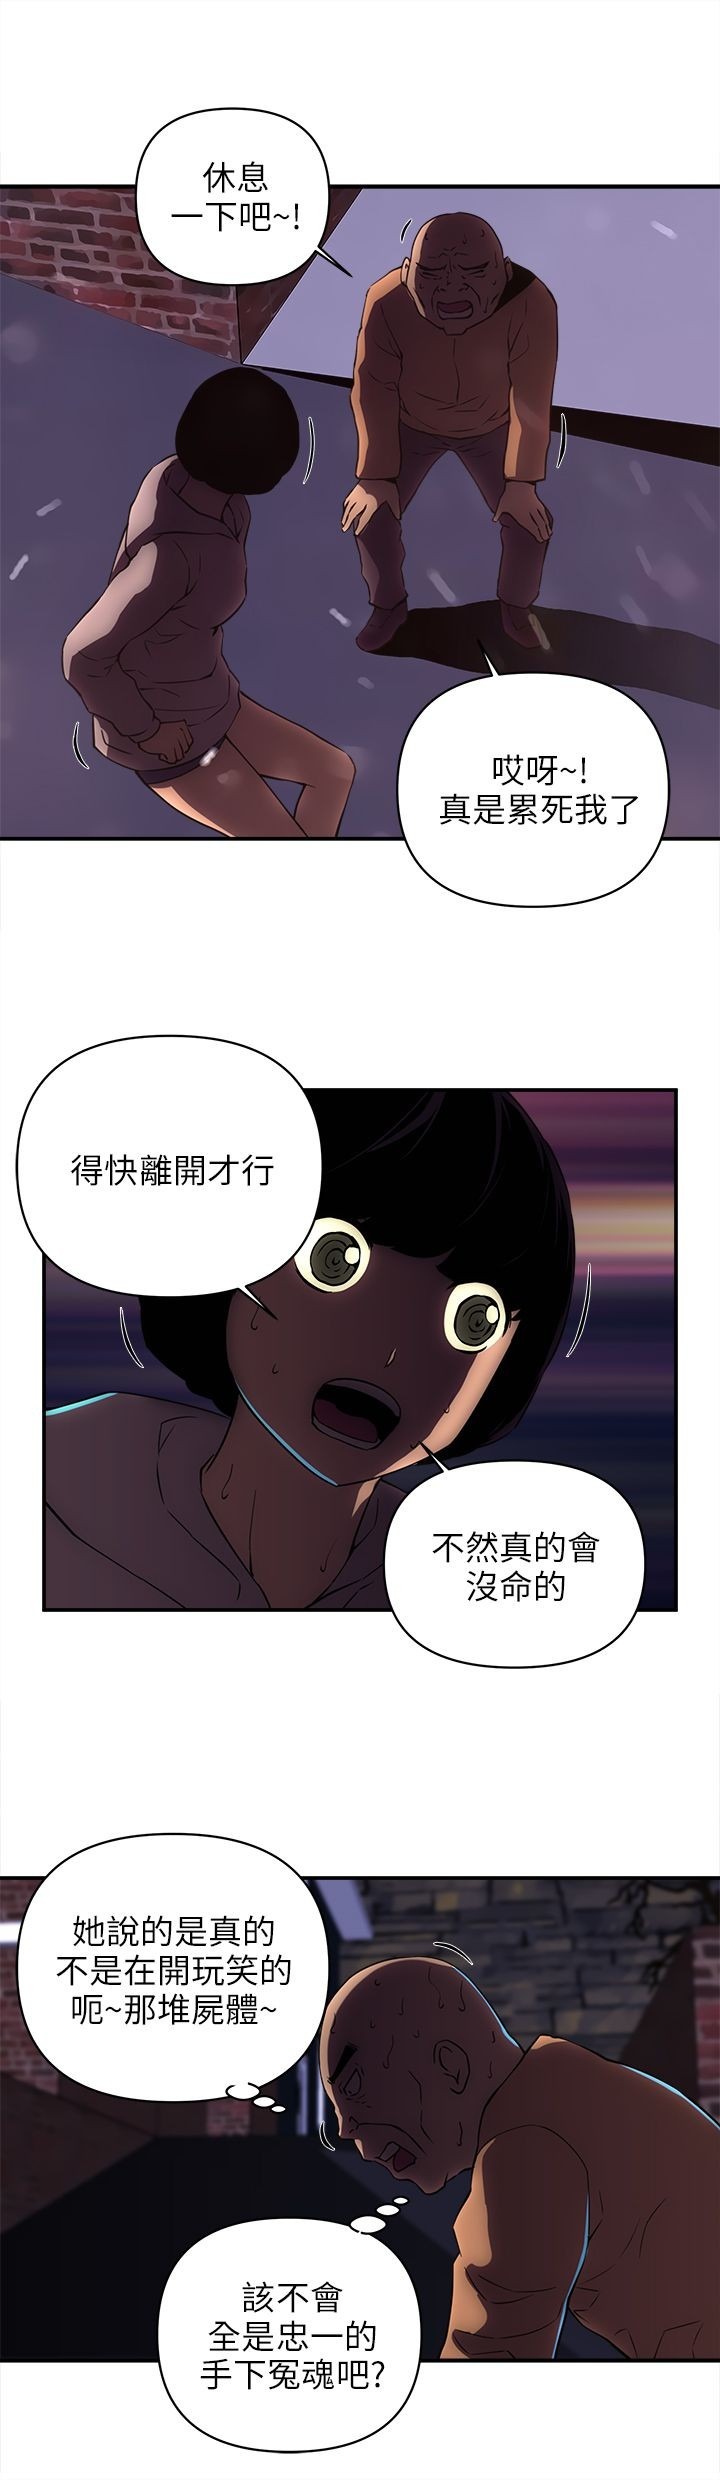 休息
一下吧~!
哎呀~!
真是累死我了
得快離開才行
不然真的會
沒命的
她說的是真的
不是在開玩笑的
呃~那堆屍體~
該不會
全是忠一的
手下冤魂吧?